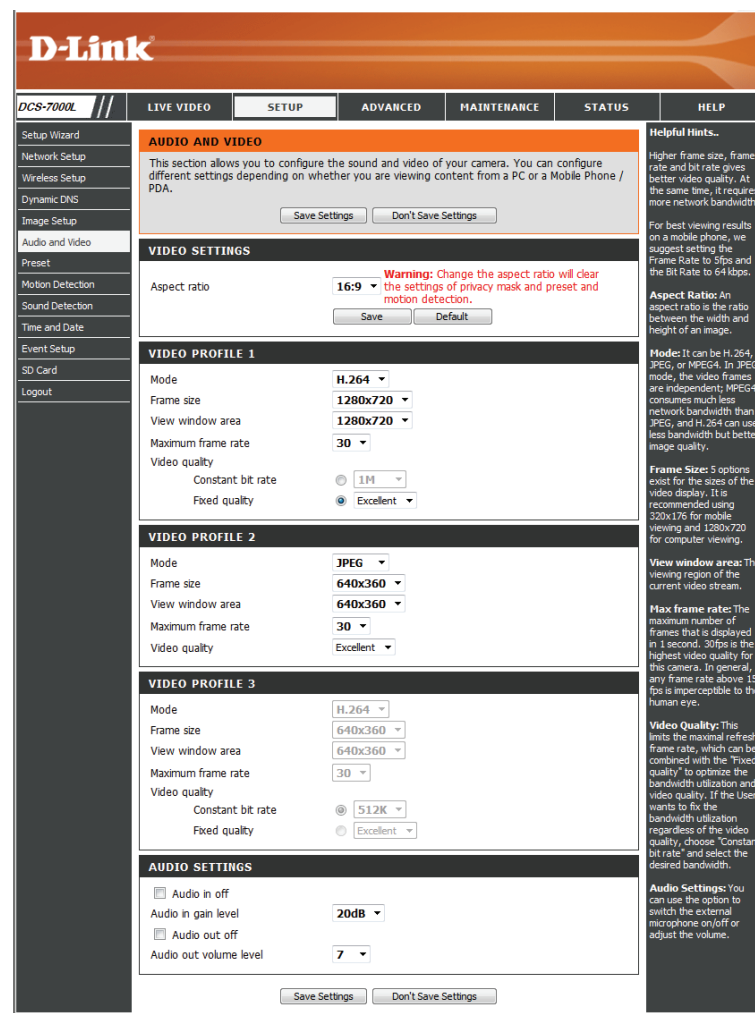 D-Link
DCS-7000L
LIVE VIDEO
SETUP
ADVANCED
MAINTENANCE
STATUS
HELP
Setup Wizard
Network Setup
Wireless Setup
Dynamic DNS
Image Setup
Audio and Video
Preset
Motion Detection
Sound Detection
Time and Date
Event Setup
SD Card
Logout
AUDIO AND VIDEO
This section allows you to configure the sound and video of your camera. You can configure
different settings depending on whether you are viewing content from a PC or a Mobile Phone /
PDA.
Save Settings
Don't Save Settings
VIDEO SETTINGS
Aspect ratio
16:9
Warning: Change the aspect ratio will clear
the settings of privacy mask and preset and
motion detection.
Save
Default
VIDEO PROFILE 1
Mode
H.264
Frame size
1280x720
View window area
1280x720
Maximum frame rate
30
Video quality
Constant bit rate
1M
Fixed quality
Excellent
VIDEO PROFILE 2
Mode
JPEG
Frame size
640x360
View window area
640x360
Maximum frame rate
30
Video quality
Excellent
VIDEO PROFILE 3
Mode
H.264
Frame size
640x360
View window area
640x360
Maximum frame rate
30
Video quality
Constant bit rate
512K
Fixed quality
Excellent
AUDIO SETTINGS
Audio in off
Audio in gain level
20dB
Audio out off
Audio out volume level
7
Save Settings
Don't Save Settings
Helpful Hints..
Higher frame size, frame
rate and bit rate gives
better video quality. At
the same time, it requires
more network bandwidth
For best viewing results
on a mobile phone, we
suggest setting the
Frame Rate to 5fps and
the Bit Rate to 64 kbps.
Aspect Ratio: An
aspect ratio is the ratio
between the width and
height of an image.
Mode: It can be H.264,
JPEG, or MPEG4. In JPEG
mode, the video frames
are independent; MPEG4
consumes much less
network bandwidth than
JPEG, and H.264 can use
less bandwidth but bette
image quality.
Frame Size: 5 options
exist for the sizes of the
video display. It is
recommended using
320x176 for mobile
viewing and 1280x720
for computer viewing.
View window area: Th
viewing region of the
current video stream.
Max frame rate: The
maximum number of
frames that is displayed
in 1 second. 30fps is the
highest video quality for
this camera. In general,
any frame rate above 15
fps is imperceptible to the
human eye.
Video Quality: This
limits the maximal refresh
frame rate, which can be
combined with the "Fixed
quality" to optimize the
bandwidth utilization and
video quality. If the User
wants to fix the
bandwidth utilization
regardless of the video
quality, choose "Constan
bit rate" and select the
desired bandwidth.
Audio Settings: You
can use the option to
switch the external
microphone on/off or
adjust the volume.